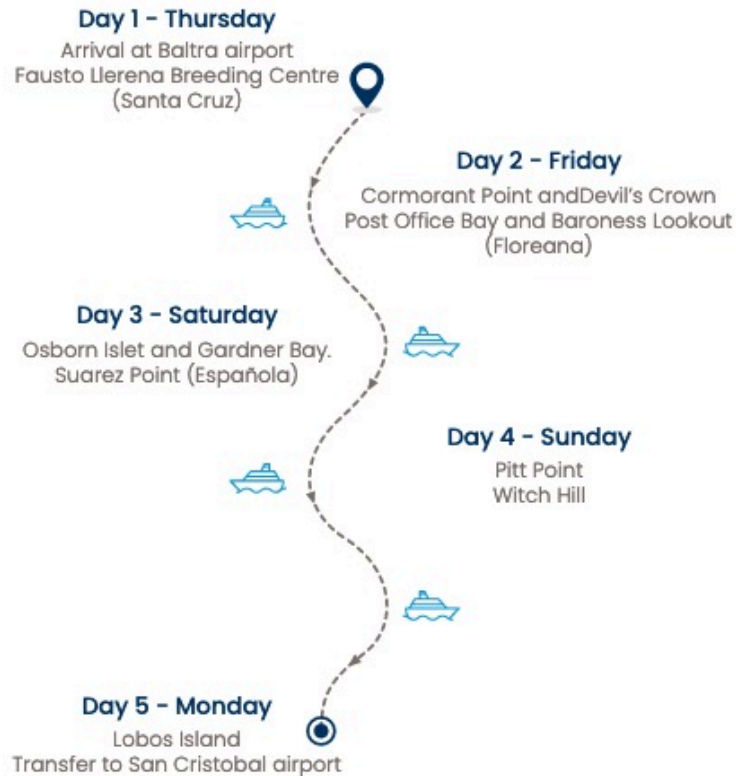 Day 1 - Thursday
Arrival at Baltra airport
Fausto Llerena Breeding Centre
(Santa Cruz)
Day 2 - Friday
Cormorant Point andDevil's Crown
Post Office Bay and Baroness Lookout
(Floreana)
Day 3 - Saturday
Osborn Islet and Gardner Bay.
Suarez Point (Española)
Day 4 - Sunday
Pitt Point
Witch Hill
Day 5 - Monday
Lobos Island
Transfer to San Cristobal airport